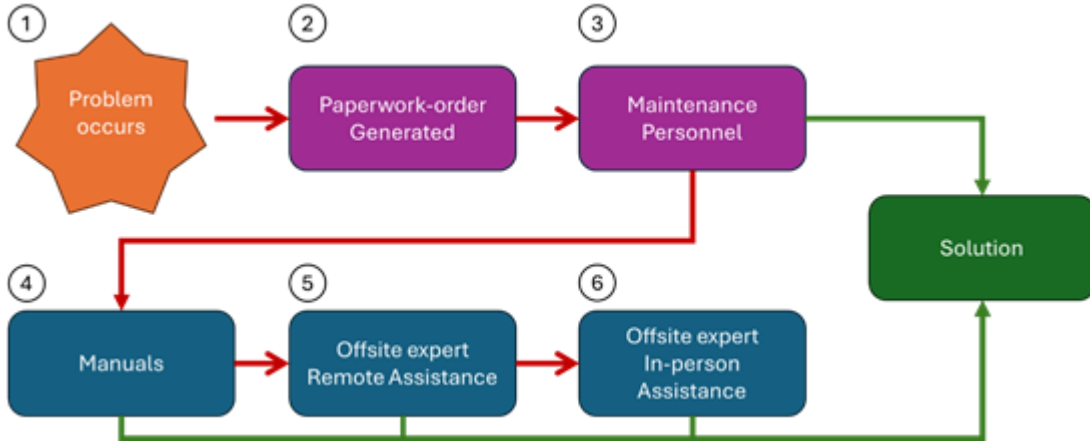 1
Problem
occurs
2
Paperwork-order
Generated
3
Maintenance
Personnel
Solution
4
Manuals
5
Offsite expert
Remote Assistance
6
Offsite expert
In-person
Assistance